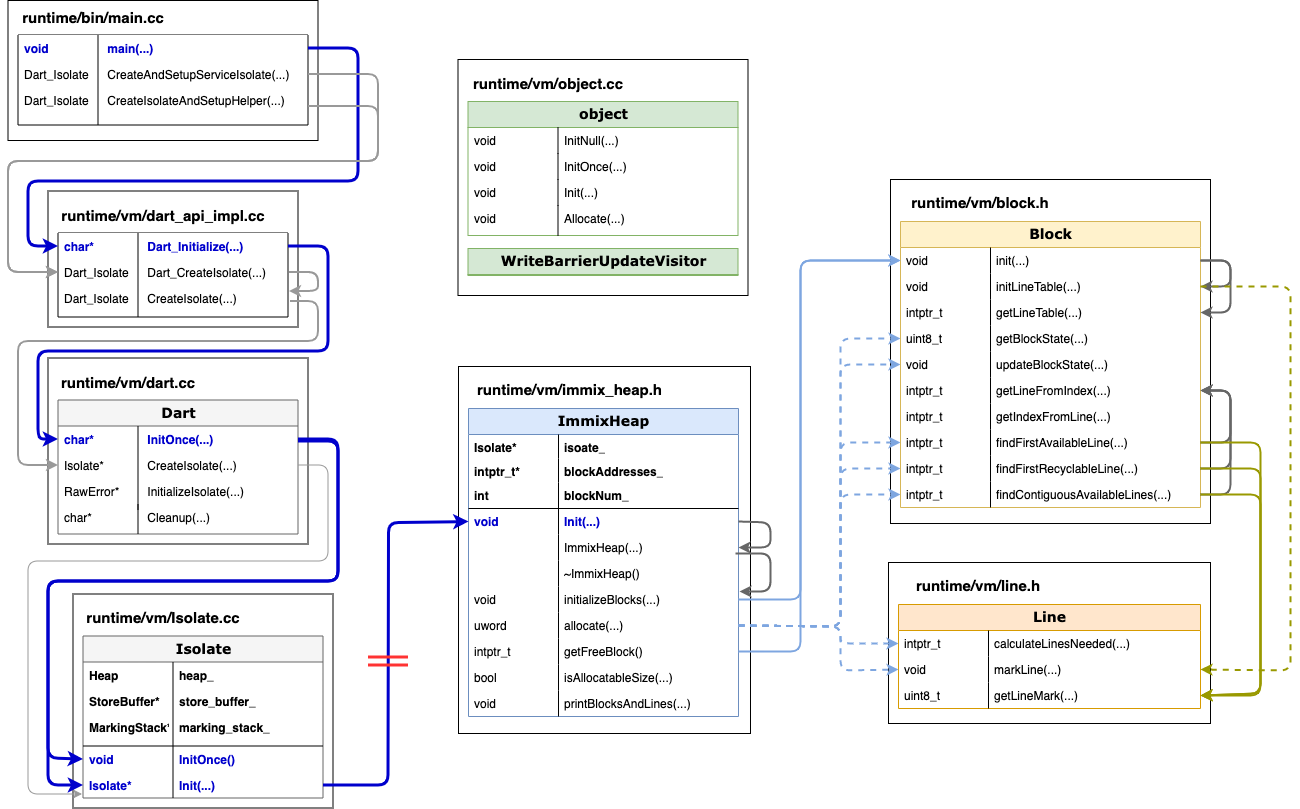 runtime/bin/main.cc
void main(...)
Dart_Isolate CreateAndSetupServiceIsolate(...)
Dart_Isolate CreateIsolateAndSetupHelper(...)
runtime/vm/dart_api_impl.cc
char* Dart_Initialize(...)
Dart_Isolate Dart_CreateIsolate(...)
Dart_Isolate CreateIsolate(...)
runtime/vm/dart.cc
Dart
char* InitOnce(...)
Isolate* CreateIsolate(...)
RawError* InitializeIsolate(...)
char* Cleanup(...)
runtime/vm/Isolate.cc
Isolate
Heap heap_
StoreBuffer* store_buffer_
MarkingStack* marking_stack_
void InitOnce()
Isolate* Init(...)
runtime/vm/object.cc
object
void InitNull(...)
void InitOnce(...)
void Init(...)
void Allocate(...)
WriteBarrierUpdateVisitor
runtime/vm/immix_heap.h
ImmixHeap
Isolate* isoate_
intptr_t* blockAddresses_
int blockNum_
void Init(...)
ImmixHeap(...)
~ImmixHeap()
void initializeBlocks(...)
uword allocate(...)
intptr_t getFreeBlock()
bool isAllocatableSize(...)
void printBlocksAndLines(...)
runtime/vm/block.h
Block
void init(...)
void initLineTable(...)
intptr_t getLineTable(...)
uint8_t getBlockState(...)
void updateBlockState(...)
intptr_t getLineFromIndex(...)
intptr_t getIndexFromLine(...)
intptr_t findFirstAvailableLine(...)
intptr_t findFirstRecyclableLine(...)
intptr_t findContiguousAvailableLines(...)
runtime/vm/line.h
Line
intptr_t calculateLinesNeeded(...)
void markLine(...)
uint8_t getLineMark(...)